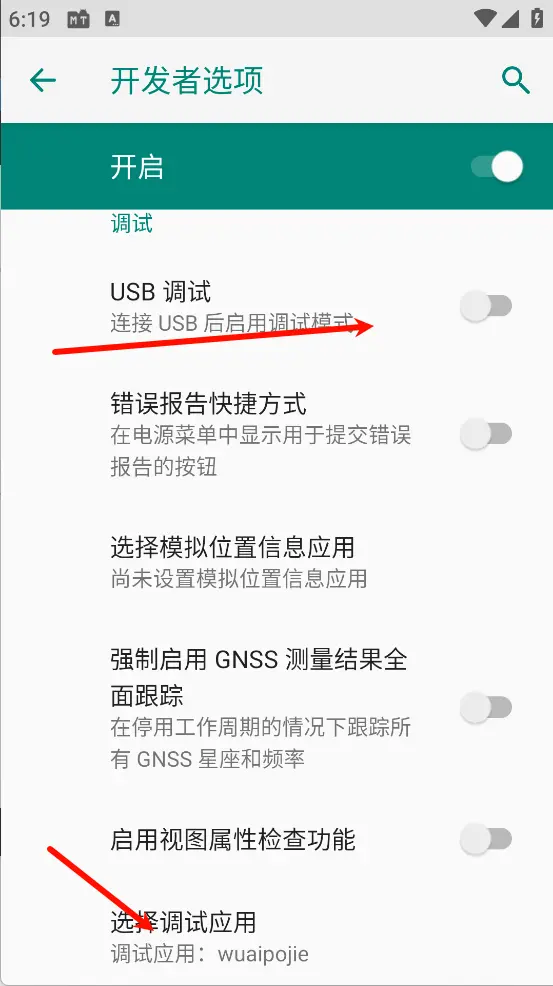 6:19 MT A
开发者选项
开启
调试
USB 调试
连接 USB 后启用调试模式
错误报告快捷方式
在电源菜单中显示用于提交错误
报告的按钮
选择模拟位置信息应用
尚未设置模拟位置信息应用
强制启用 GNSS 测量结果全
面跟踪
在停用工作周期的情况下跟踪所
有 GNSS 星座和频率
启用视图属性检查功能
选择调试应用
调试应用：wuaipojie